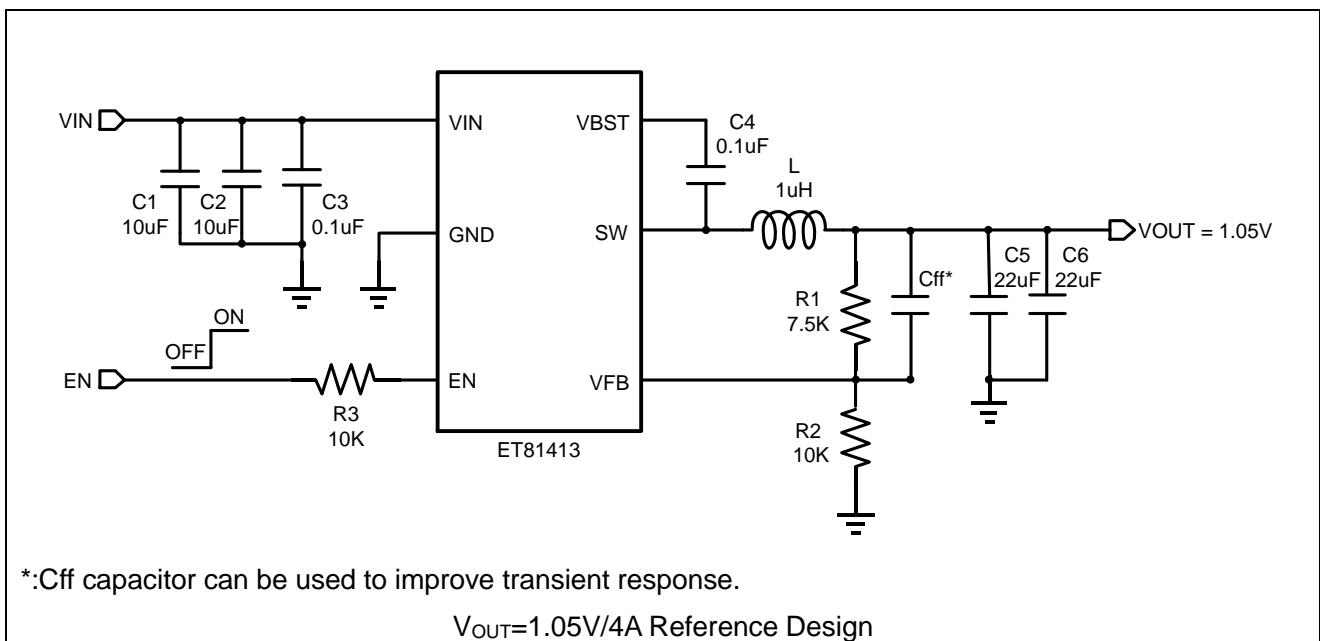 VIN
C1
10uF
C2
10uF
C3
0.1uF
VIN
VBST
GND
SW
EN
VFB
ET81413
C4
0.1uF
L
1uH
VOUT = 1.05V
Cff*
C5
22uF
C6
22uF
R1
7.5K
R2
10K
ON
OFF
EN
R3
10K
*:Cff capacitor can be used to improve transient response.
VOUT=1.05V/4A Reference Design